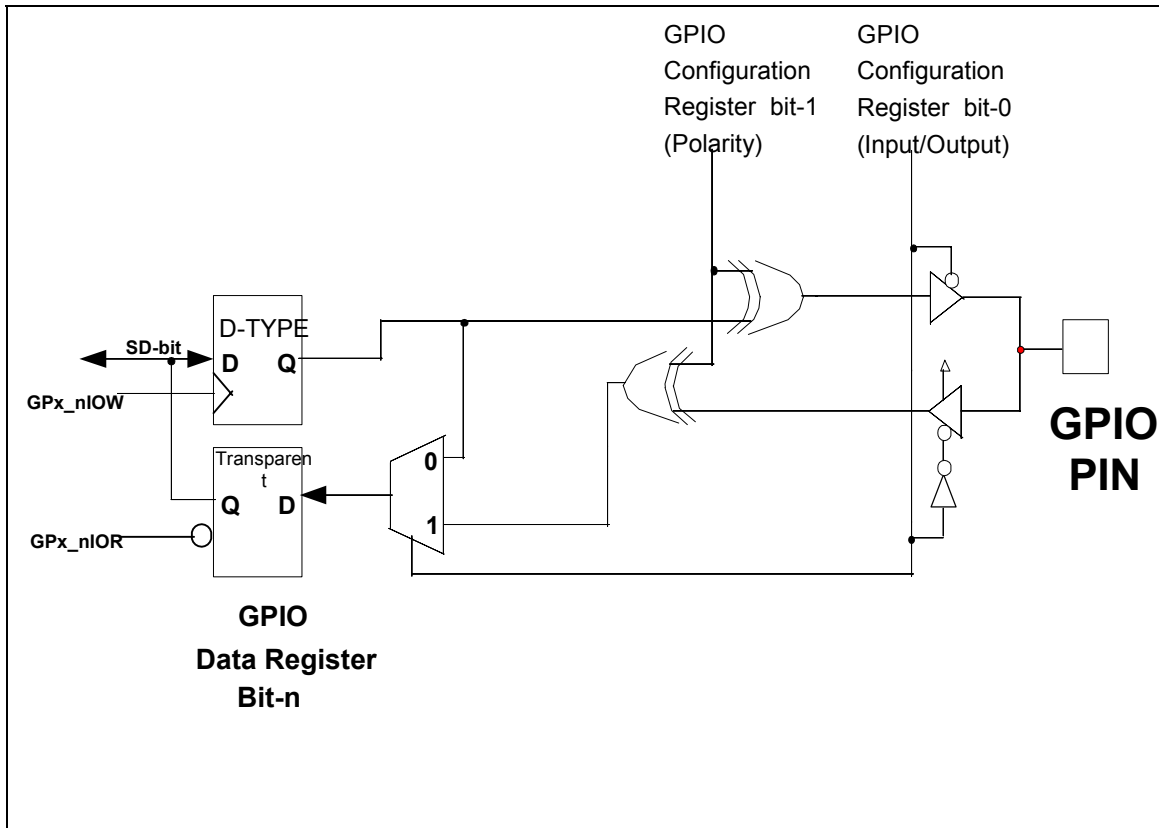 GPIO
Configuration
Register bit-1
(Polarity)
GPIO
Configuration
Register bit-0
(Input/Output)
D-TYPE
SD-bit
D
Q
GPx_nIOW
Transparen
t
Q
D
GPx_nIOR
0
1
GPIO
PIN
GPIO
Data Register
Bit-n